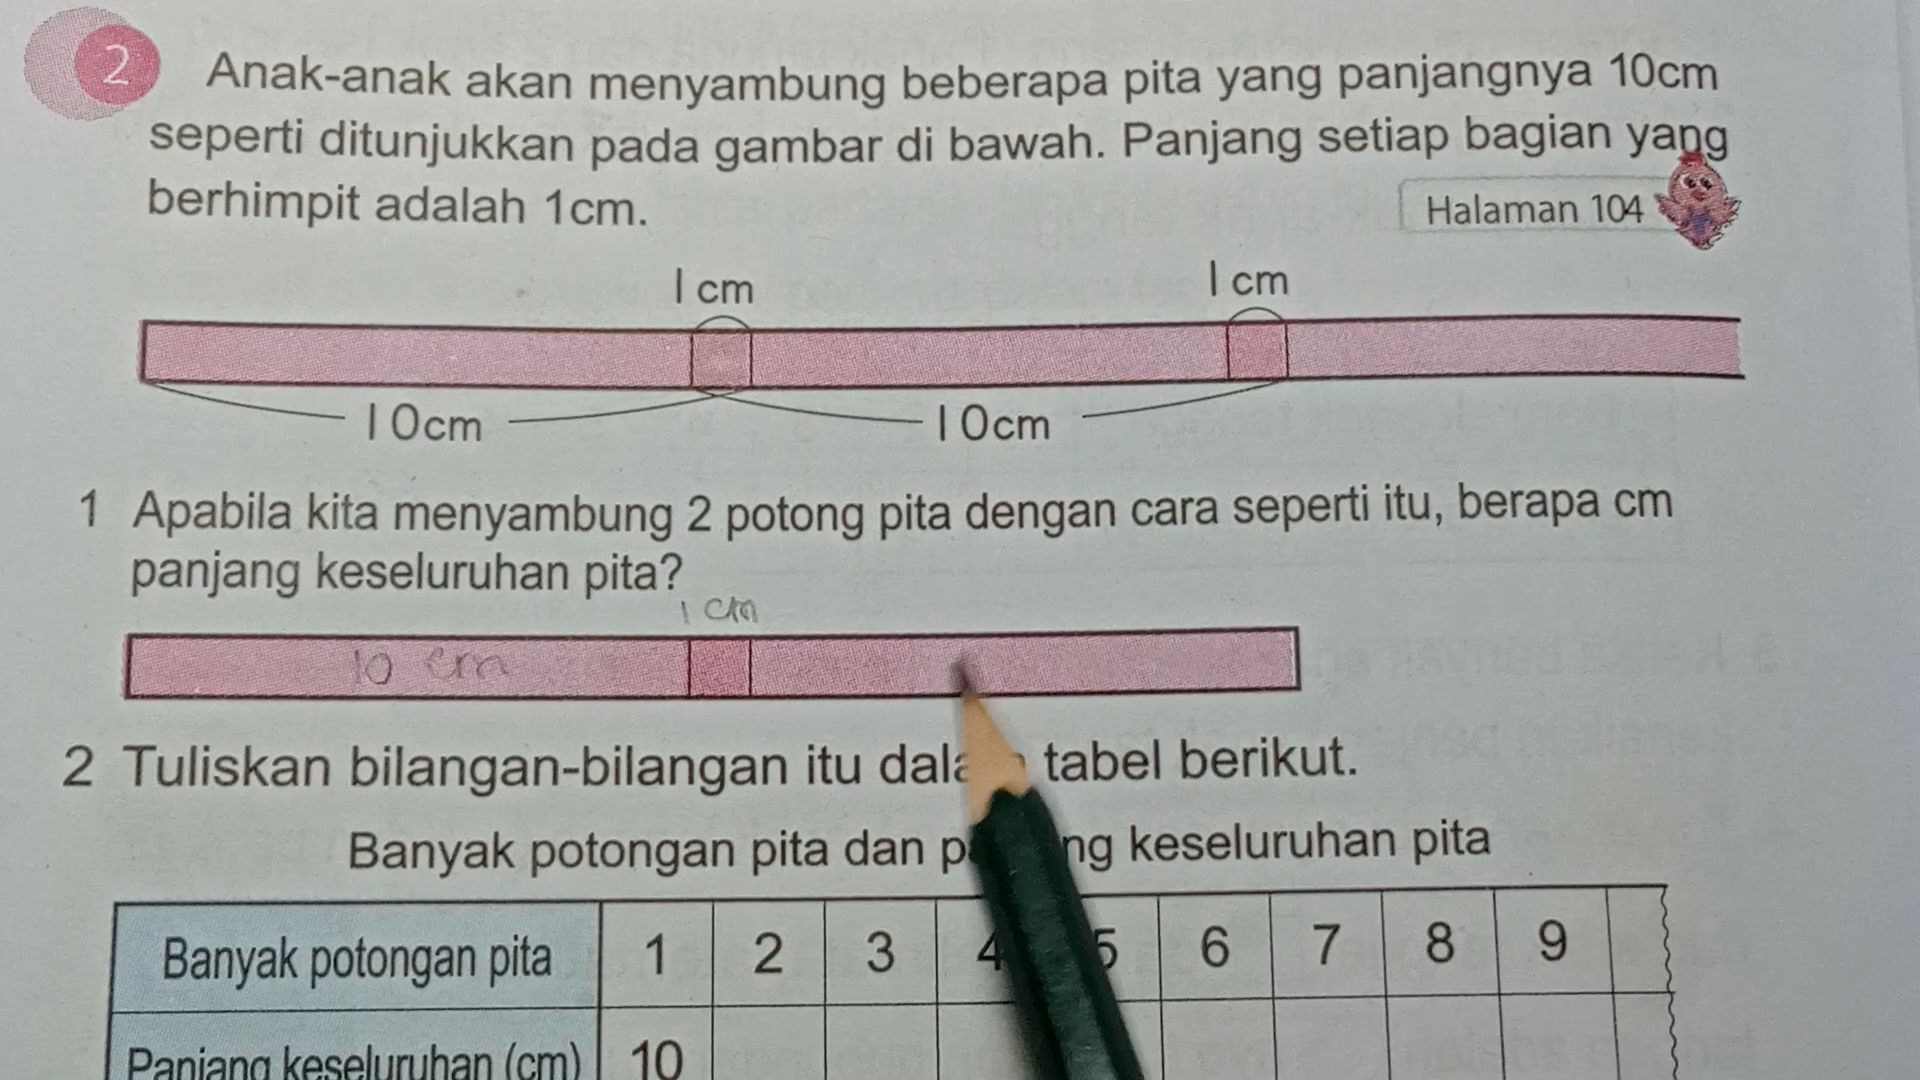 2
Anak-anak akan menyambung beberapa pita yang panjangnya 10cm
seperti ditunjukkan pada gambar di bawah. Panjang setiap bagian yang
berhimpit adalah 1cm.
Halaman 104
1 cm 1 cm
10cm 10cm
1 Apabila kita menyambung 2 potong pita dengan cara seperti itu, berapa cm
panjang keseluruhan pita?
1 cm
10 cm
2 Tuliskan bilangan-bilangan itu tabel berikut.
Banyak potongan pita dan keseluruhan pita
Banyak potongan pita 1 2 3 4 5 6 7 8 9
Panjang keseluruhan (cm) 10